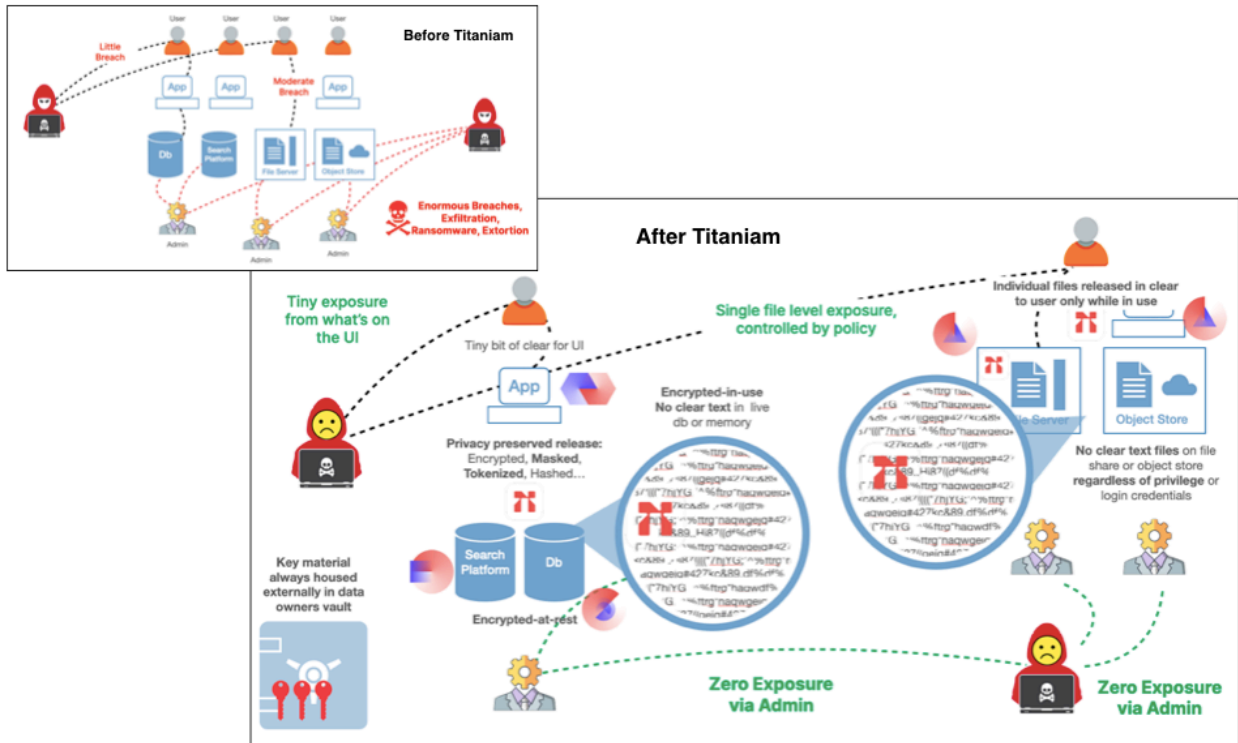 User
User
User
User
Before Titaniam
Little
Breach
App
App
Moderate
Breach
App
Db
Search
Platform
File Server
Object Store
Admin
Admin
Admin
Enormous Breaches,
Exfiltration,
Ransomware, Extortion
After Titaniam
Tiny exposure
from what's on
the UI
Tiny bit of clear for UI
App
Privacy preserved release:
Encrypted, Masked,
Tokenized, Hashed...
Search
Platform
Db
Encrypted-at-rest
Key material
always housed
externally in data
owners vault
Single file level exposure,
controlled by policy
Encrypted-in-use
No clear text in live
db or memory
Individual files released in clear
to user only while in use
Server
Object Store
No clear text files on file
share or object store
regardless of privilege or
login credentials
Zero Exposure
via Admin
Zero Exposure
via Admin